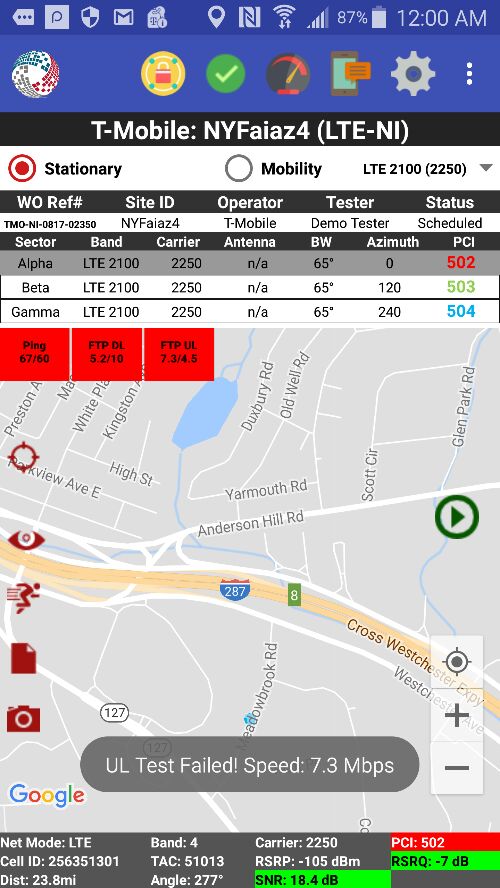 87% 12:00 AM
T-Mobile: NYFaiaz4 (LTE-NI)
Stationary Mobility LTE 2100 (2250)
WO Ref# Site ID Operator Tester Status
TMO-NI-0817-02350 NYFaiaz4 T-Mobile Demo Tester Scheduled
Sector Band Carrier Antenna BW Azimuth PCI
Alpha LTE 2100 2250 n/a 65° 0 502
Beta LTE 2100 2250 n/a 65° 120 503
Gamma LTE 2100 2250 n/a 65° 240 504
Ping FTP DL FTP UL
67/60 5.2/10 7.3/4.5
Preston A
White Pla
Kingston A
Duxbury Rd
Old Well Rd
Glen Park Rd
Parkview Ave E
High St
Scott Cir
Yarmouth Rd
Anderson Hill Rd
287
8
Cross Westchester Expy
Westchester
Meadowbrook Rd
127
127
UL Test Failed! Speed: 7.3 Mbps
Google
Net Mode: LTE Band: 4 Carrier: 2250 PCI: 502
Cell ID: 256351301 TAC: 51013 RSRP: -105 dBm RSRQ: -7 dB
Dist: 23.8mi Angle: 277° SNR: 18.4 dB